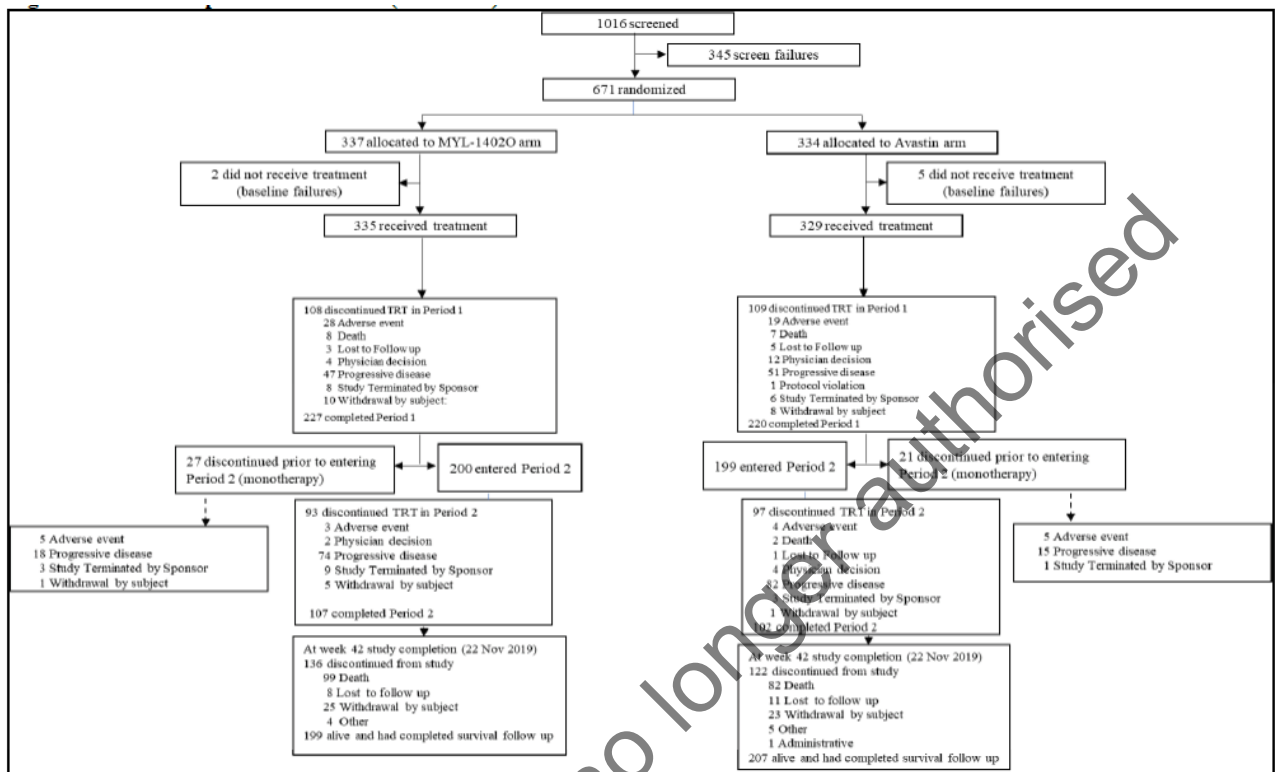 1016 screened
345 screen failures
671 randomized
337 allocated to MYL-1402O arm
334 allocated to Avastin arm
2 did not receive treatment
(baseline failures)
5 did not receive treatment
(baseline failures)
335 received treatment
329 received treatment
108 discontinued TRT in Period 1
28 Adverse event
8 Death
3 Lost to Follow up
4 Physician decision
47 Progressive disease
8 Study Terminated by Sponsor
10 Withdrawal by subject:
227 completed Period 1
109 discontinued TRT in Period 1
19 Adverse event
7 Death
5 Lost to Follow up
12 Physician decision
51 Progressive disease
1 Protocol violation
6 Study Terminated by Sponsor
8 Withdrawal by subject
220 completed Period 1
27 discontinued prior to entering
Period 2 (monotherapy)
200 entered Period 2
199 entered Period 2
21 discontinued prior to entering
Period 2 (monotherapy)
5 Adverse event
18 Progressive disease
3 Study Terminated by Sponsor
1 Withdrawal by subject
93 discontinued TRT in Period 2
3 Adverse event
2 Physician decision
74 Progressive disease
9 Study Terminated by Sponsor
5 Withdrawal by subject
107 completed Period 2
97 discontinued TRT in Period 2
4 Adverse event
2 Death
1 Lost to Follow up
4 Physician decision
82 Progressive disease
Study Terminated by Sponsor
1 Withdrawal by subject
102 completed Period 2
5 Adverse event
15 Progressive disease
1 Study Terminated by Sponsor
At week 42 study completion (22 Nov 2019)
136 discontinued from study
99 Death
8 Lost to follow up
25 Withdrawal by subject
4 Other
199 alive and had completed survival follow up
At week 42 study completion (22 Nov 2019)
122 discontinued from study
82 Death
11 Lost to follow up
23 Withdrawal by subject
5 Other
1 Administrative
207 alive and had completed survival follow up
no longer authorised